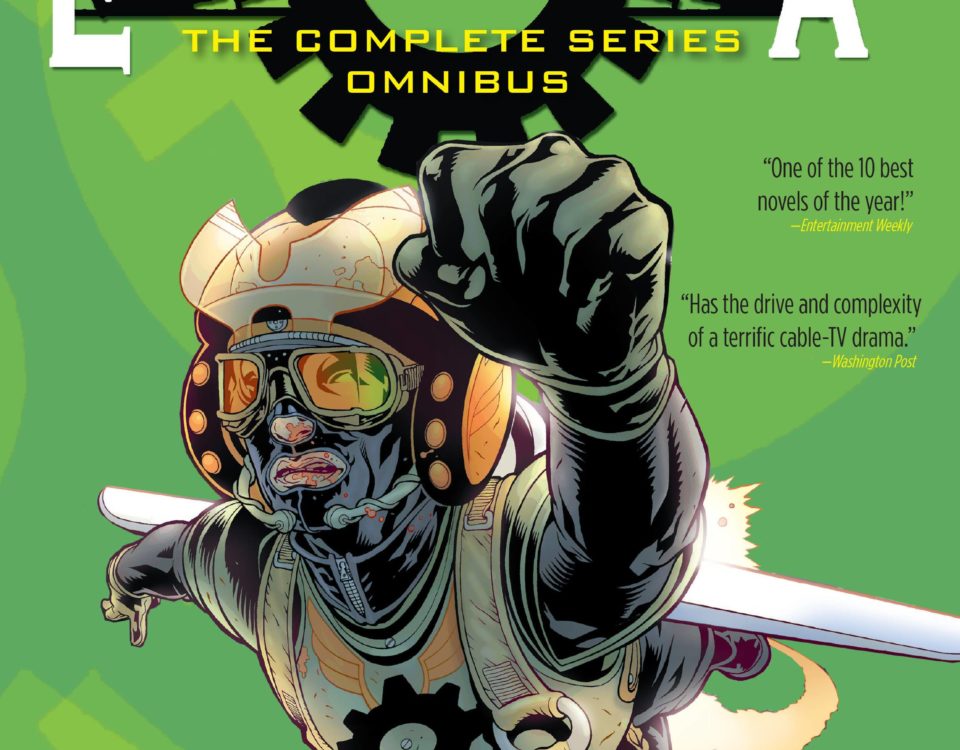 THE COMPLETE SERIES
OMNIBUS
“One of the 10 best
novels of the year!”
—Entertainment Weekly
“Has the drive and complexity
of a terrific cable-TV drama.”
—Washington Post